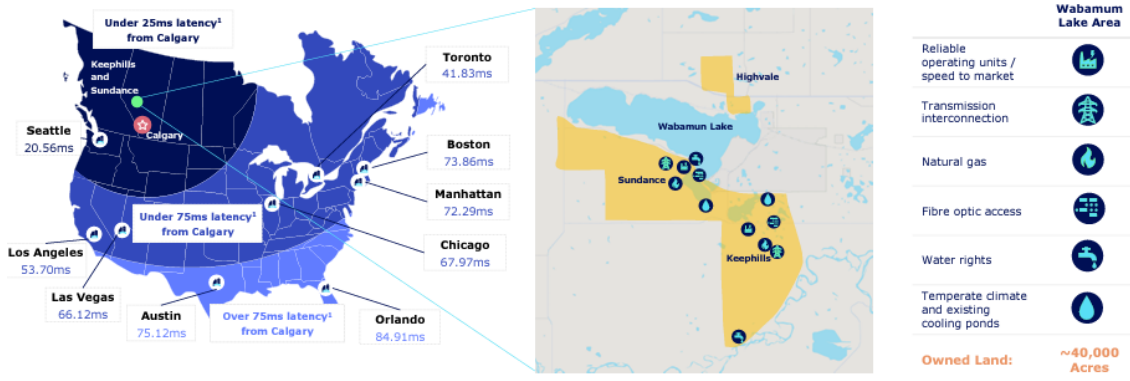 Under 25ms latency¹
from Calgary
Keephills
and
Sundance
Calgary
Seattle
20.56ms
Toronto
41.83ms
Boston
73.86ms
Manhattan
72.29ms
Chicago
67.97ms
Under 75ms latency¹
from Calgary
Los Angeles
53.70ms
Las Vegas
66.12ms
Austin
75.12ms
Over 75ms latency¹
from Calgary
Orlando
84.91ms
Highvale
Wabamun Lake
Sundance
Keephills
Wabamum
Lake Area
Reliable
operating units /
speed to market
Transmission
interconnection
Natural gas
Fibre optic access
Water rights
Temperate climate
and existing
cooling ponds
Owned Land:
~40,000
Acres